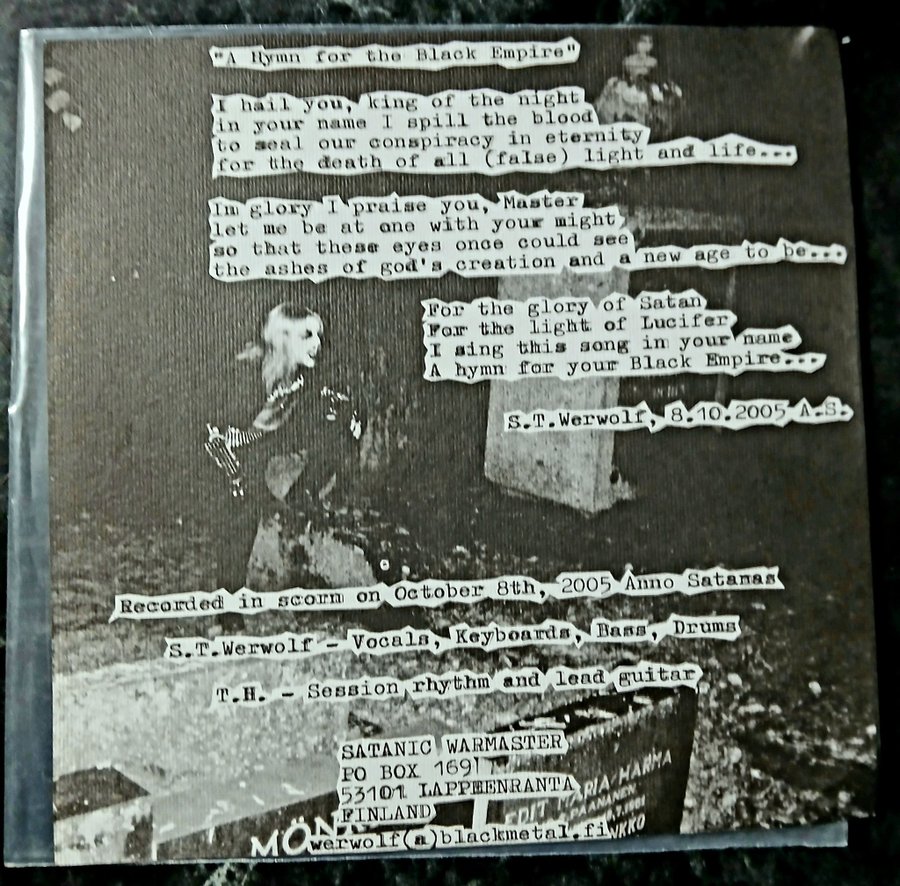 "A Hymn for the Black Empire"
I hail you, king of the night
in your name I spill the blood
to seal our conspiracy in eternity
for the death of all (false) light and life...
In glory I praise you, Master
let me be at one with your might
so that these eyes once could see
the ashes of god's creation and a new age to be...
For the glory of Satan
For the light of Lucifer
I sing this song in your name
A hymn for your Black Empire...
S.T.Werwolf, 8.10.2005 A.S.
Recorded in scorn on October 8th, 2005 Anno Satanas
S.T.Werwolf - Vocals, Keyboards, Bass, Drums
T.H. - Session rhythm and lead guitar
SATANIC WARMASTER
PO BOX 169
53101 LAPPEENRANTA
FINLAND
werwolf(a)blackmetal.fi
EDIT MARIA-MARHA